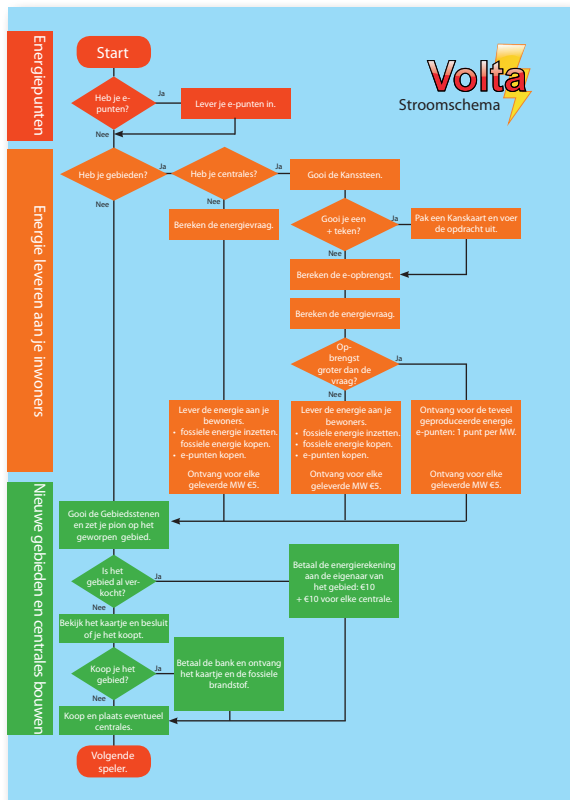 Volta
Stroomschema
Energiepunten
Start
Heb je e-
punten?
Ja
Lever je e-punten in.
Nee
Energie leveren aan je inwoners
Heb je gebieden?
Ja
Heb je centrales?
Ja
Gooi de Kanssteen.
Nee
Nee
Bereken de energievraag.
Gooi je een
+ teken?
Ja
Pak een Kanskaart en voer
de opdracht uit.
Nee
Bereken de e-opbrengst.
Bereken de energievraag.
Op-
brengst
groter dan de
vraag?
Ja
Nee
Lever de energie aan je
bewoners.
• fossiele energie inzetten.
fossiele energie kopen.
• e-punten kopen.
Ontvang voor elke
geleverde MW €5.
Lever de energie aan je
bewoners.
• fossiele energie inzetten.
• fossiele energie kopen.
• e-punten kopen.
Ontvang voor elke
geleverde MW €5.
Ontvang voor de teveel
geproduceerde energie
e-punten: 1 punt per MW.
Ontvang voor elke
geleverde MW €5.
Nieuwe gebieden en centrales bouwen
Gooi de Gebiedsstenen
en zet je pion op het
geworpen gebied.
Is het
gebied al ver-
kocht?
Ja
Betaal de energierekening
aan de eigenaar van
het gebied: €10
+ €10 voor elke centrale.
Nee
Bekijk het kaartje en besluit
of je het koopt.
Koop je het
gebied?
Ja
Betaal de bank en ontvang
het kaartje en de fossiele
brandstof.
Nee
Koop en plaats eventueel
centrales.
Volgende
speler.